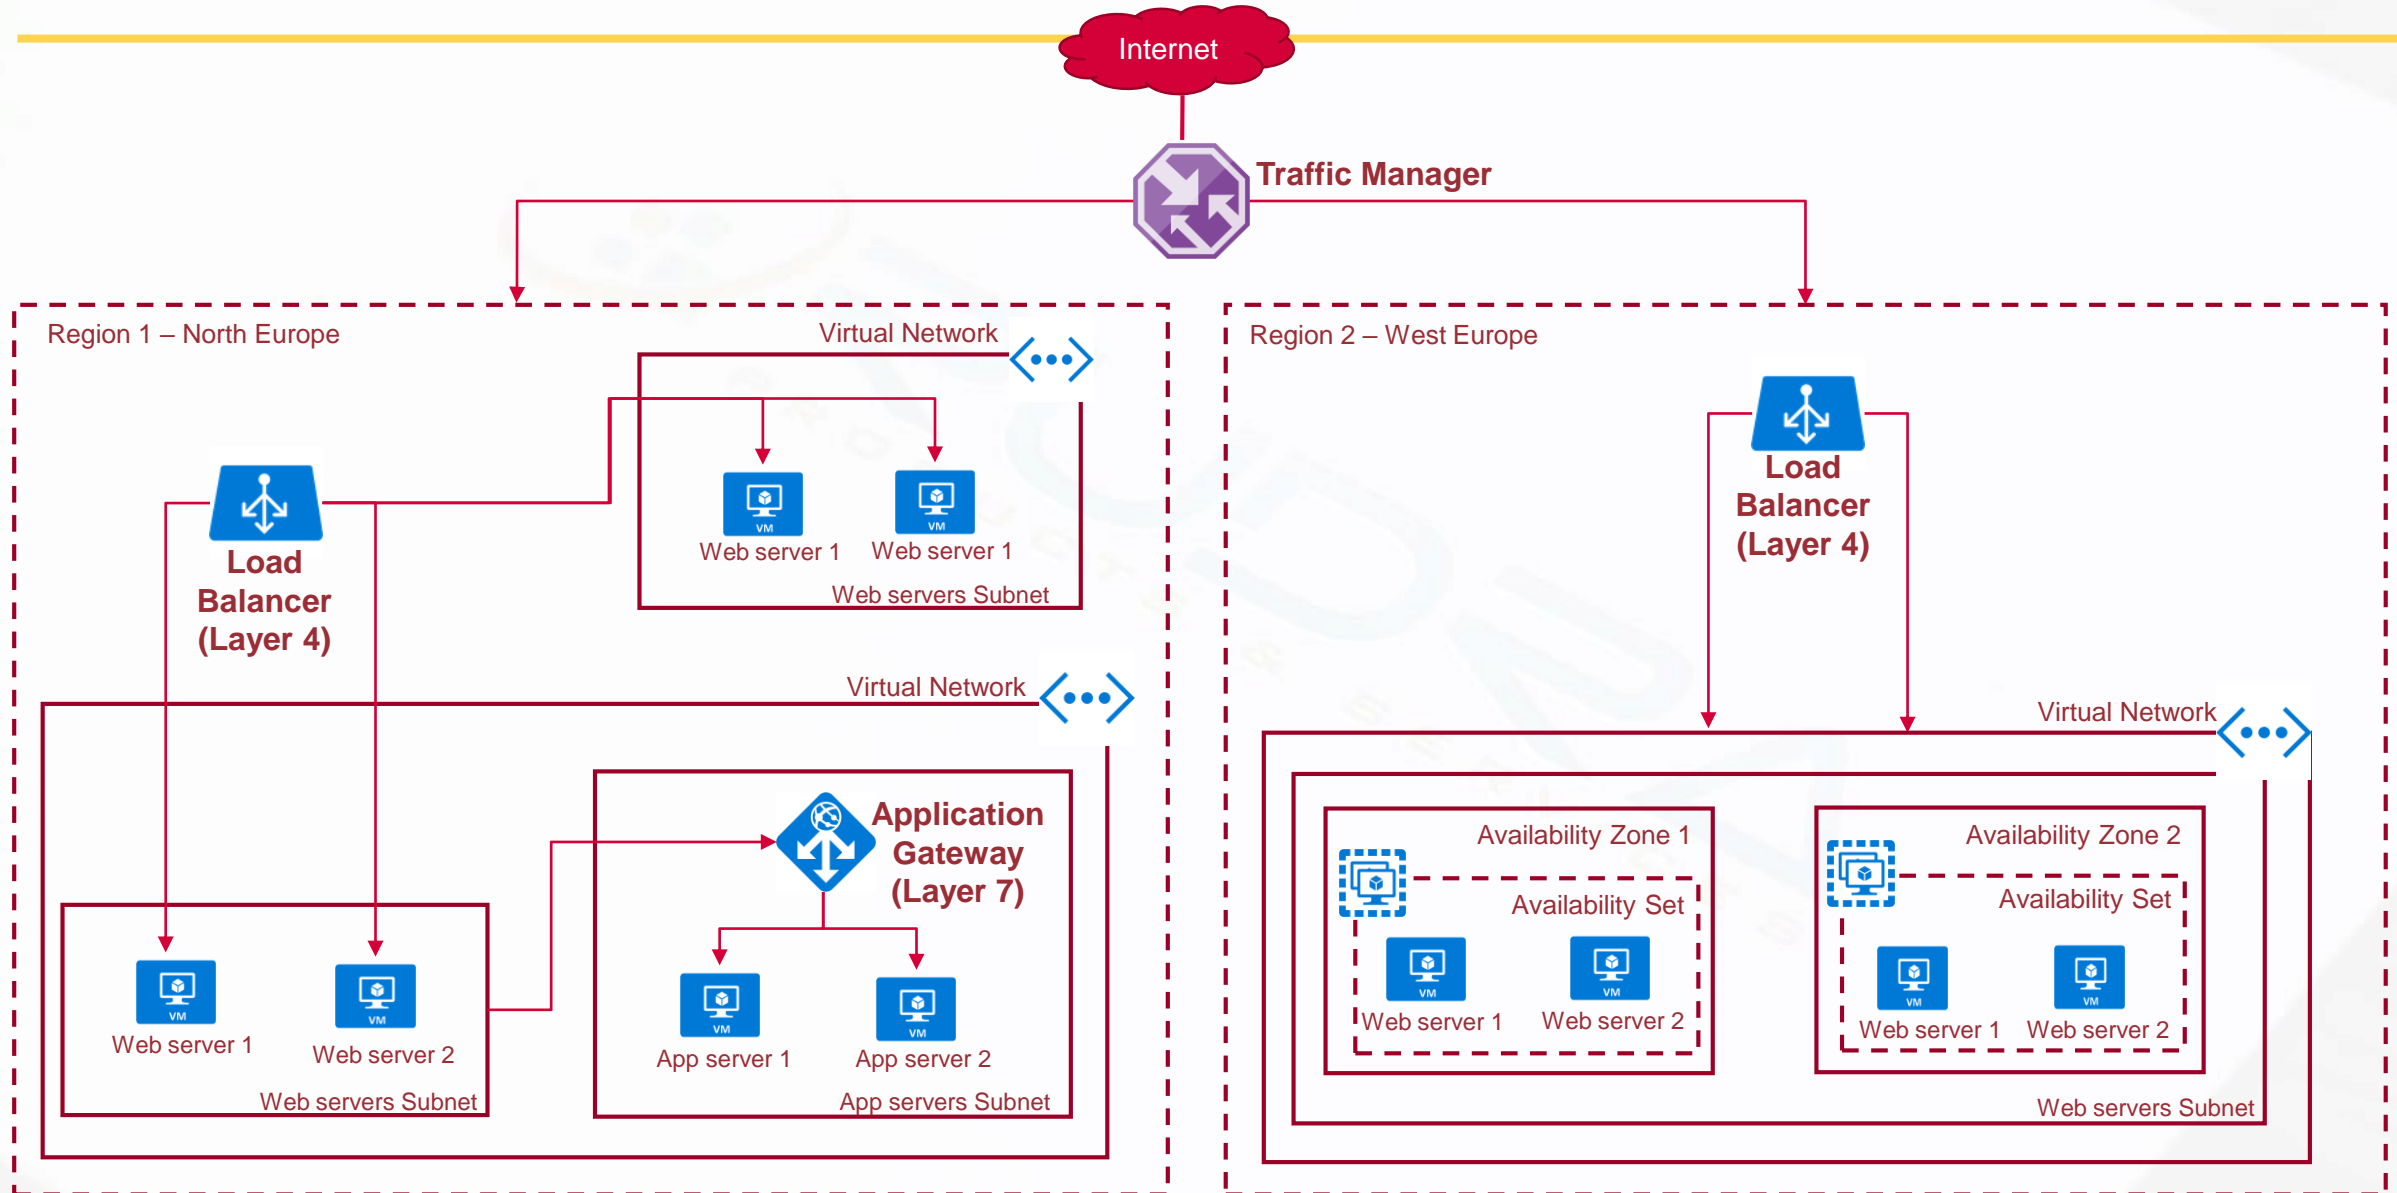 Internet
Traffic Manager
Region 1 – North Europe
Virtual Network
VM
VM
Web server 1
Web server 1
Web servers Subnet
Load
Balancer
(Layer 4)
Virtual Network
VM
VM
Web server 1
Web server 2
Web servers Subnet
Application
Gateway
(Layer 7)
VM
VM
App server 1
App server 2
App servers Subnet
Region 2 – West Europe
Load
Balancer
(Layer 4)
Virtual Network
Availability Zone 1
Availability Set
VM
VM
Web server 1
Web server 2
Availability Zone 2
Availability Set
VM
VM
Web server 1
Web server 2
Web servers Subnet